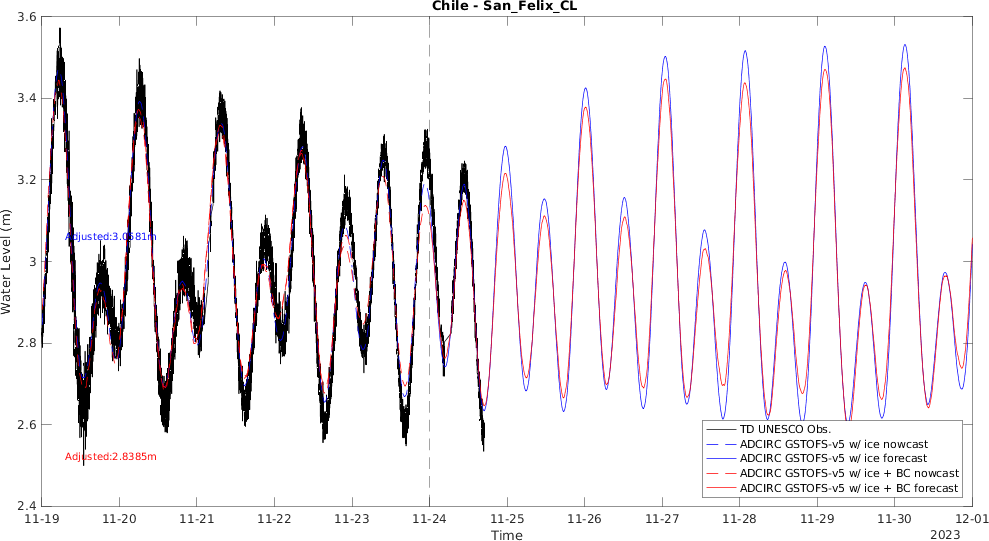 Chile - San_Felix_CL
3.6
3.4
3.2
3
2.8
2.6
2.4
Water Level (m)
Adjusted:3.0581m
Adjusted:2.8385m
TD UNESCO Obs.
ADCIRC GSTOFS-v5 w/ ice nowcast
ADCIRC GSTOFS-v5 w/ ice forecast
ADCIRC GSTOFS-v5 w/ ice + BC nowcast
ADCIRC GSTOFS-v5 w/ ice + BC forecast
11-19 11-20 11-21 11-22 11-23 11-24 11-25 11-26 11-27 11-28 11-29 11-30 12-01
Time
2023